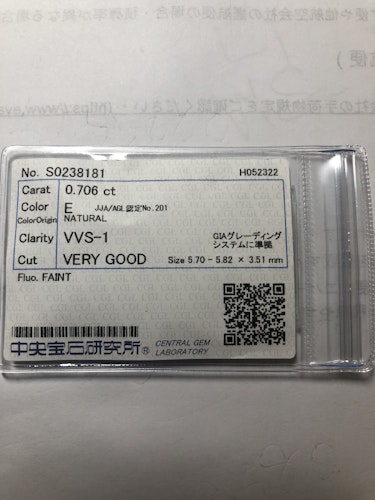 No. S0238181 H052322
Carat 0.706 ct
Color E JJA/AGL認定No.201
ColorOrigin NATURAL
Clarity VVS-1 GIAグレーディング
システムに準拠
Cut VERY GOOD Size 5.70 - 5.82 × 3.51 mm
Fluo. FAINT
中央宝石研究所® CENTRAL GEM
LABORATORY